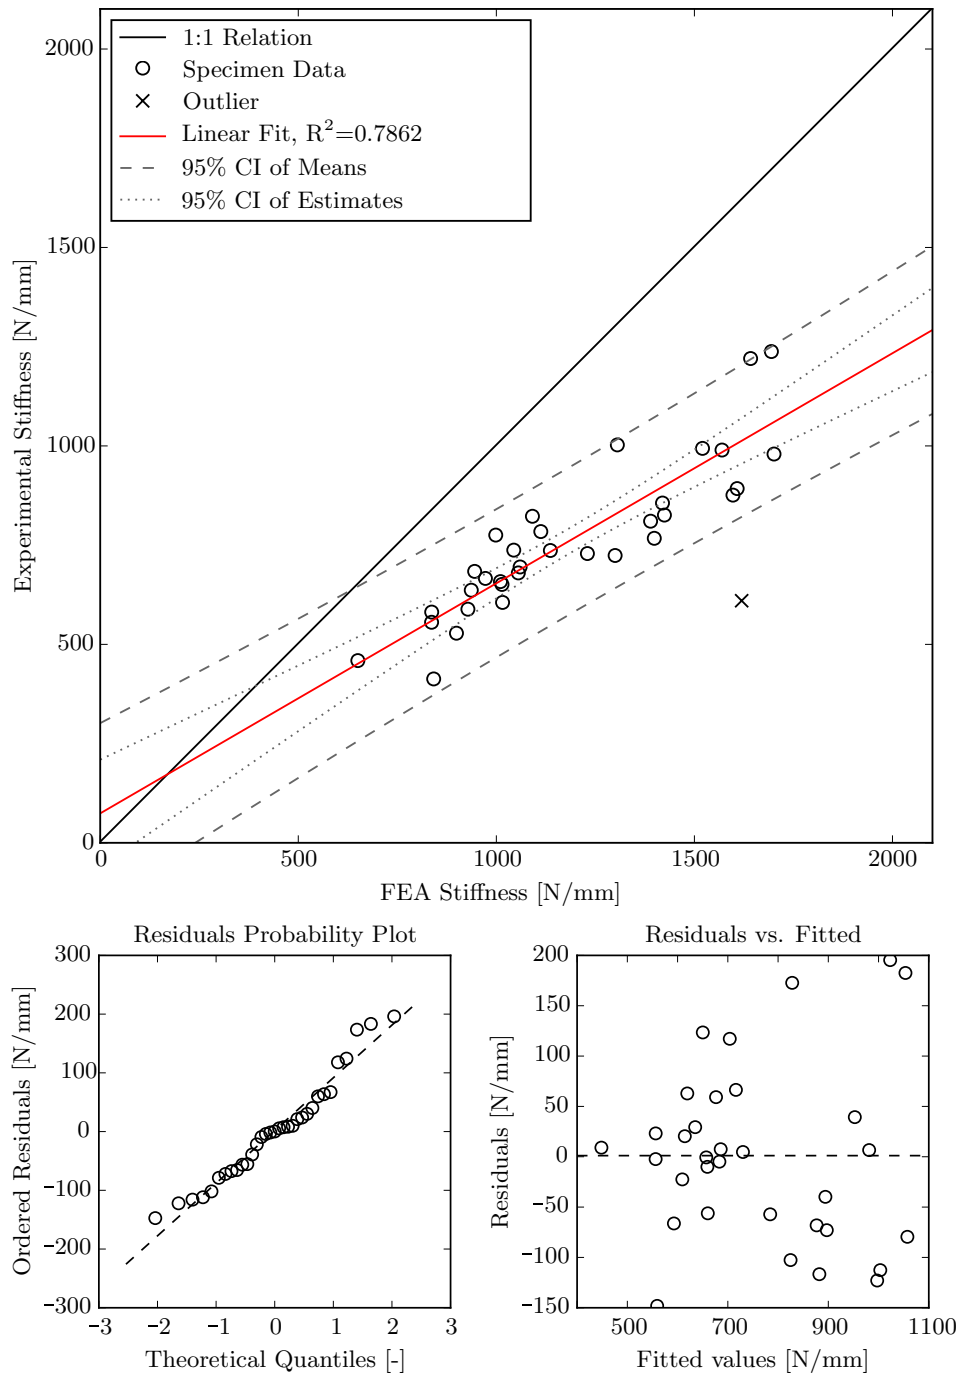 2000
1500
1000
500
0
Experimental Stiffness [N/mm]
1:1 Relation
Specimen Data
Outlier
Linear Fit, R²=0.7862
95% CI of Means
95% CI of Estimates
0 500 1000 1500 2000
FEA Stiffness [N/mm]
Residuals Probability Plot
300
200
100
0
−100
−200
−300
Ordered Residuals [N/mm]
−3 −2 −1 0 1 2 3
Theoretical Quantiles [-]
Residuals vs. Fitted
200
150
100
50
0
−50
−100
−150
Residuals [N/mm]
500 700 900 1100
Fitted values [N/mm]